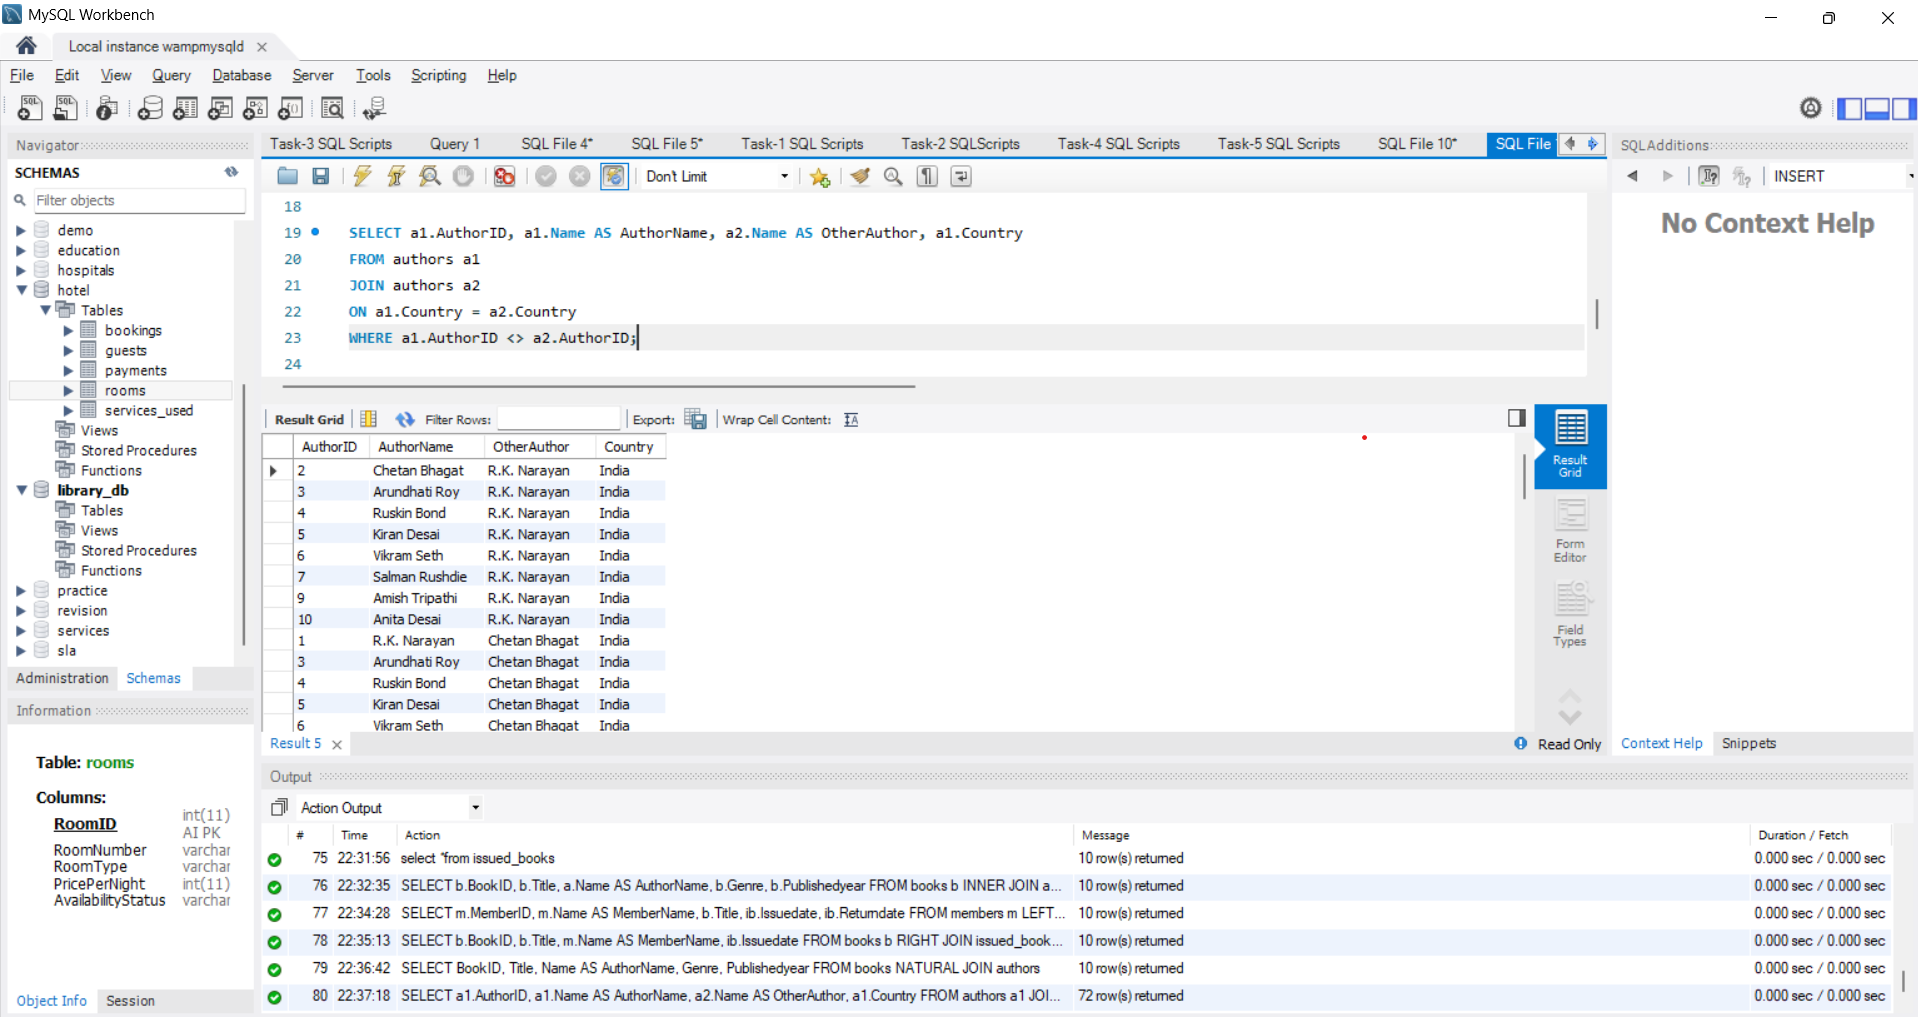 MySQL Workbench
Local instance wampmysqld
File Edit View Query Database Server Tools Scripting Help
Navigator
SCHEMAS
Filter objects
demo
education
hospitals
hotel
Tables
bookings
guests
payments
rooms
services_used
Views
Stored Procedures
Functions
library_db
Tables
Views
Stored Procedures
Functions
practice
revision
services
sla
Administration Schemas
Information
Table: rooms
Columns:
RoomID int(11) AI PK
RoomNumber varchar
RoomType varchar
PricePerNight int(11)
AvailabilityStatus varchar
Object Info Session
Task-3 SQL Scripts Query 1 SQL File 4* SQL File 5* Task-1 SQL Scripts Task-2 SQLScripts Task-4 SQL Scripts Task-5 SQL Scripts SQL File 10* SQL File
Don't Limit
18
19 SELECT a1.AuthorID, a1.Name AS AuthorName, a2.Name AS OtherAuthor, a1.Country
20 FROM authors a1
21 JOIN authors a2
22 ON a1.Country = a2.Country
23 WHERE a1.AuthorID <> a2.AuthorID;
24
Result Grid Filter Rows: Export: Wrap Cell Content:
AuthorID AuthorName OtherAuthor Country
2 Chetan Bhagat R.K. Narayan India
3 Arundhati Roy R.K. Narayan India
4 Ruskin Bond R.K. Narayan India
5 Kiran Desai R.K. Narayan India
6 Vikram Seth R.K. Narayan India
7 Salman Rushdie R.K. Narayan India
9 Amish Tripathi R.K. Narayan India
10 Anita Desai R.K. Narayan India
1 R.K. Narayan Chetan Bhagat India
3 Arundhati Roy Chetan Bhagat India
4 Ruskin Bond Chetan Bhagat India
5 Kiran Desai Chetan Bhagat India
6 Vikram Seth Chetan Bhagat India
Result Grid
Form Editor
Field Types
Result 5
Read Only
Output
Action Output
# Time Action Message Duration / Fetch
75 22:31:56 select *from issued_books 10 row(s) returned 0.000 sec / 0.000 sec
76 22:32:35 SELECT b.BookID, b.Title, a.Name AS AuthorName, b.Genre, b.Publishedyear FROM books b INNER JOIN a... 10 row(s) returned 0.000 sec / 0.000 sec
77 22:34:28 SELECT m.MemberID, m.Name AS MemberName, b.Title, ib.Issuedate, ib.Returndate FROM members m LEFT... 10 row(s) returned 0.000 sec / 0.000 sec
78 22:35:13 SELECT b.BookID, b.Title, m.Name AS MemberName, ib.Issuedate FROM books b RIGHT JOIN issued_book... 10 row(s) returned 0.000 sec / 0.000 sec
79 22:36:42 SELECT BookID, Title, Name AS AuthorName, Genre, Publishedyear FROM books NATURAL JOIN authors 10 row(s) returned 0.000 sec / 0.000 sec
80 22:37:18 SELECT a1.AuthorID, a1.Name AS AuthorName, a2.Name AS OtherAuthor, a1.Country FROM authors a1 JOI... 72 row(s) returned 0.000 sec / 0.000 sec
SQLAdditions
INSERT
No Context Help
Context Help Snippets